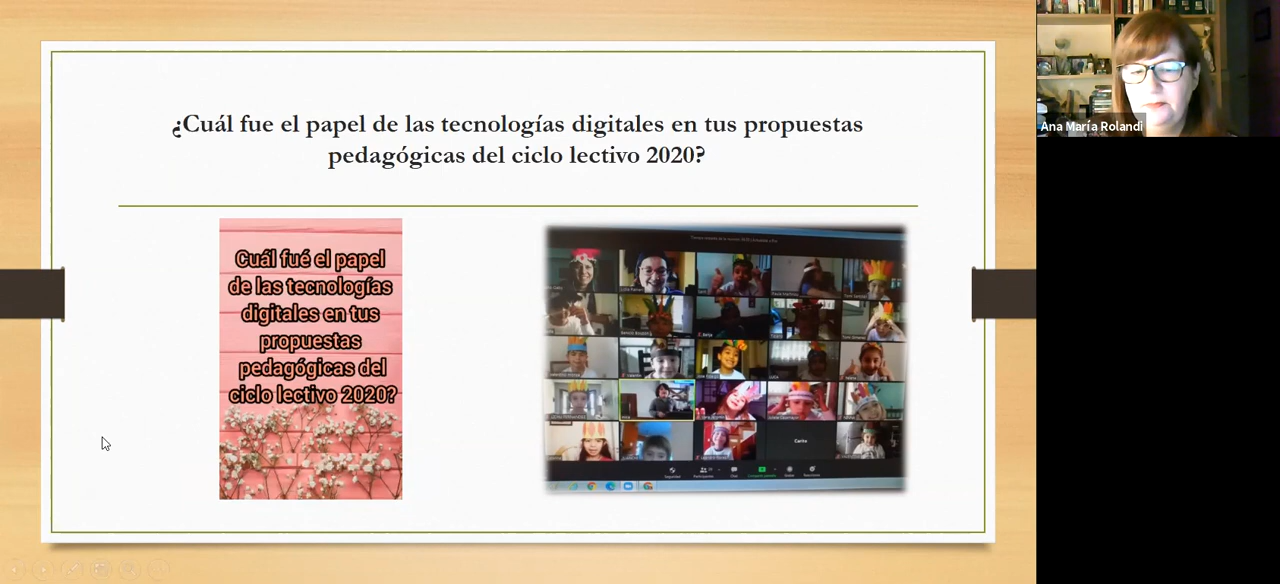 ¿Cuál fue el papel de las tecnologías digitales en tus propuestas
pedagógicas del ciclo lectivo 2020?
Cuál fué el papel
de las tecnologías
digitales en tus
propuestas
pedagógicas del
ciclo lectivo 2020?
Carita
Ana María Rolandi